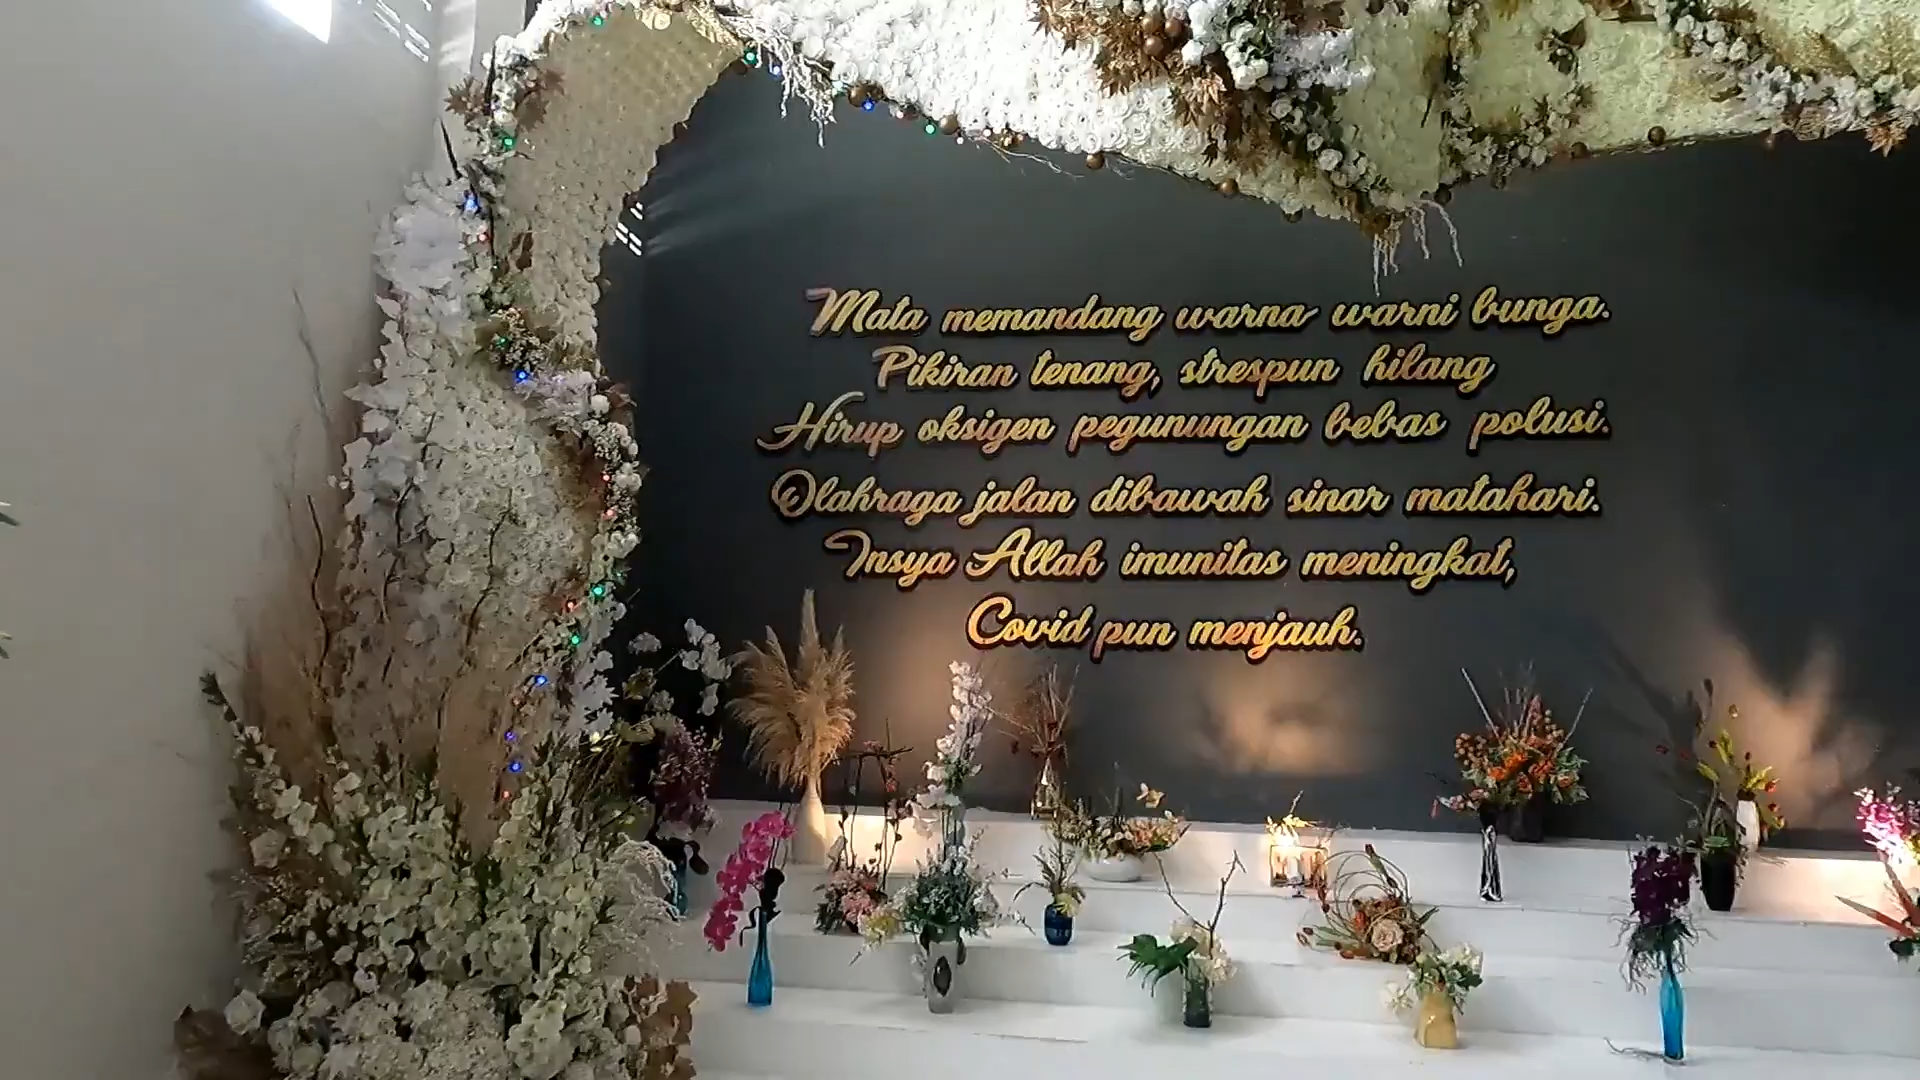 Mata memandang warna warni bunga.
Pikiran tenang, strespun hilang
Hirup oksigen pegunungan bebas polusi.
Olahraga jalan dibawah sinar matahari.
Insya Allah imunitas meningkat,
Covid pun menjauh.